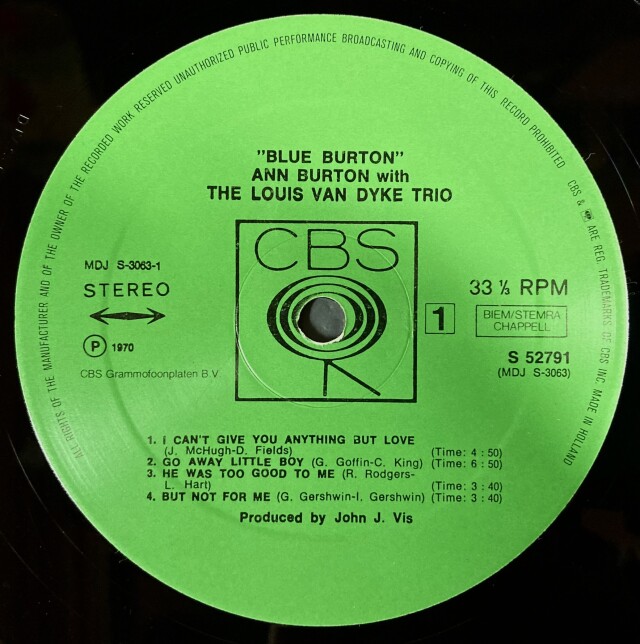 ALL RIGHTS OF THE MANUFACTURER AND OF THE OWNER OF THE RECORDED WORK RESERVED UNAUTHORIZED PUBLIC PERFORMANCE BROADCASTING AND COPYING OF THIS RECORD PROHIBITED CBS & ARE REG. TRADEMARKS OF CBS INC. MADE IN HOLLAND
"BLUE BURTON"
ANN BURTON with
THE LOUIS VAN DYKE TRIO
CBS
MDJ S-3063-1
STEREO
P 1970
CBS Grammofoonplaten B.V.
33 ⅓ RPM
1
BIEM/STEMRA
CHAPPELL
S 52791
(MDJ S-3063)
1. I CAN'T GIVE YOU ANYTHING BUT LOVE
(J. McHugh-D. Fields) (Time: 4 : 50)
2. GO AWAY LITTLE BOY (G. Goffin-C. King) (Time: 6 : 50)
3. HE WAS TOO GOOD TO ME (R. Rodgers-
L. Hart) (Time: 3 : 40)
4. BUT NOT FOR ME (G. Gershwin-I. Gershwin) (Time: 3 : 40)
Produced by John J. Vis